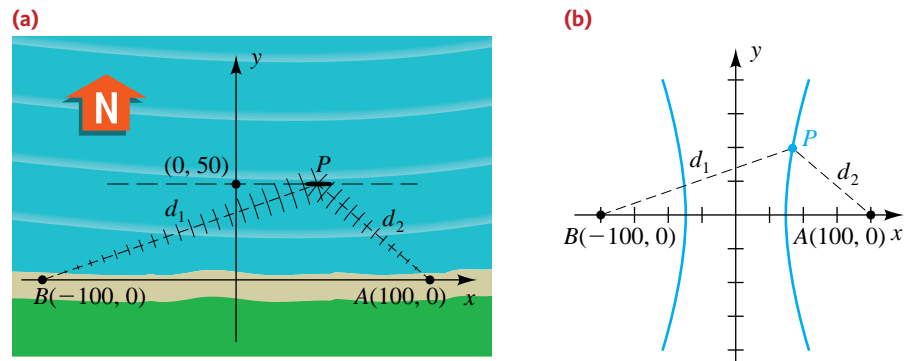 (a)
y
N
(0, 50)
P
d1
d2
B(−100, 0)
A(100, 0)
x
(b)
y
P
d1
d2
B(−100, 0)
A(100, 0)
x